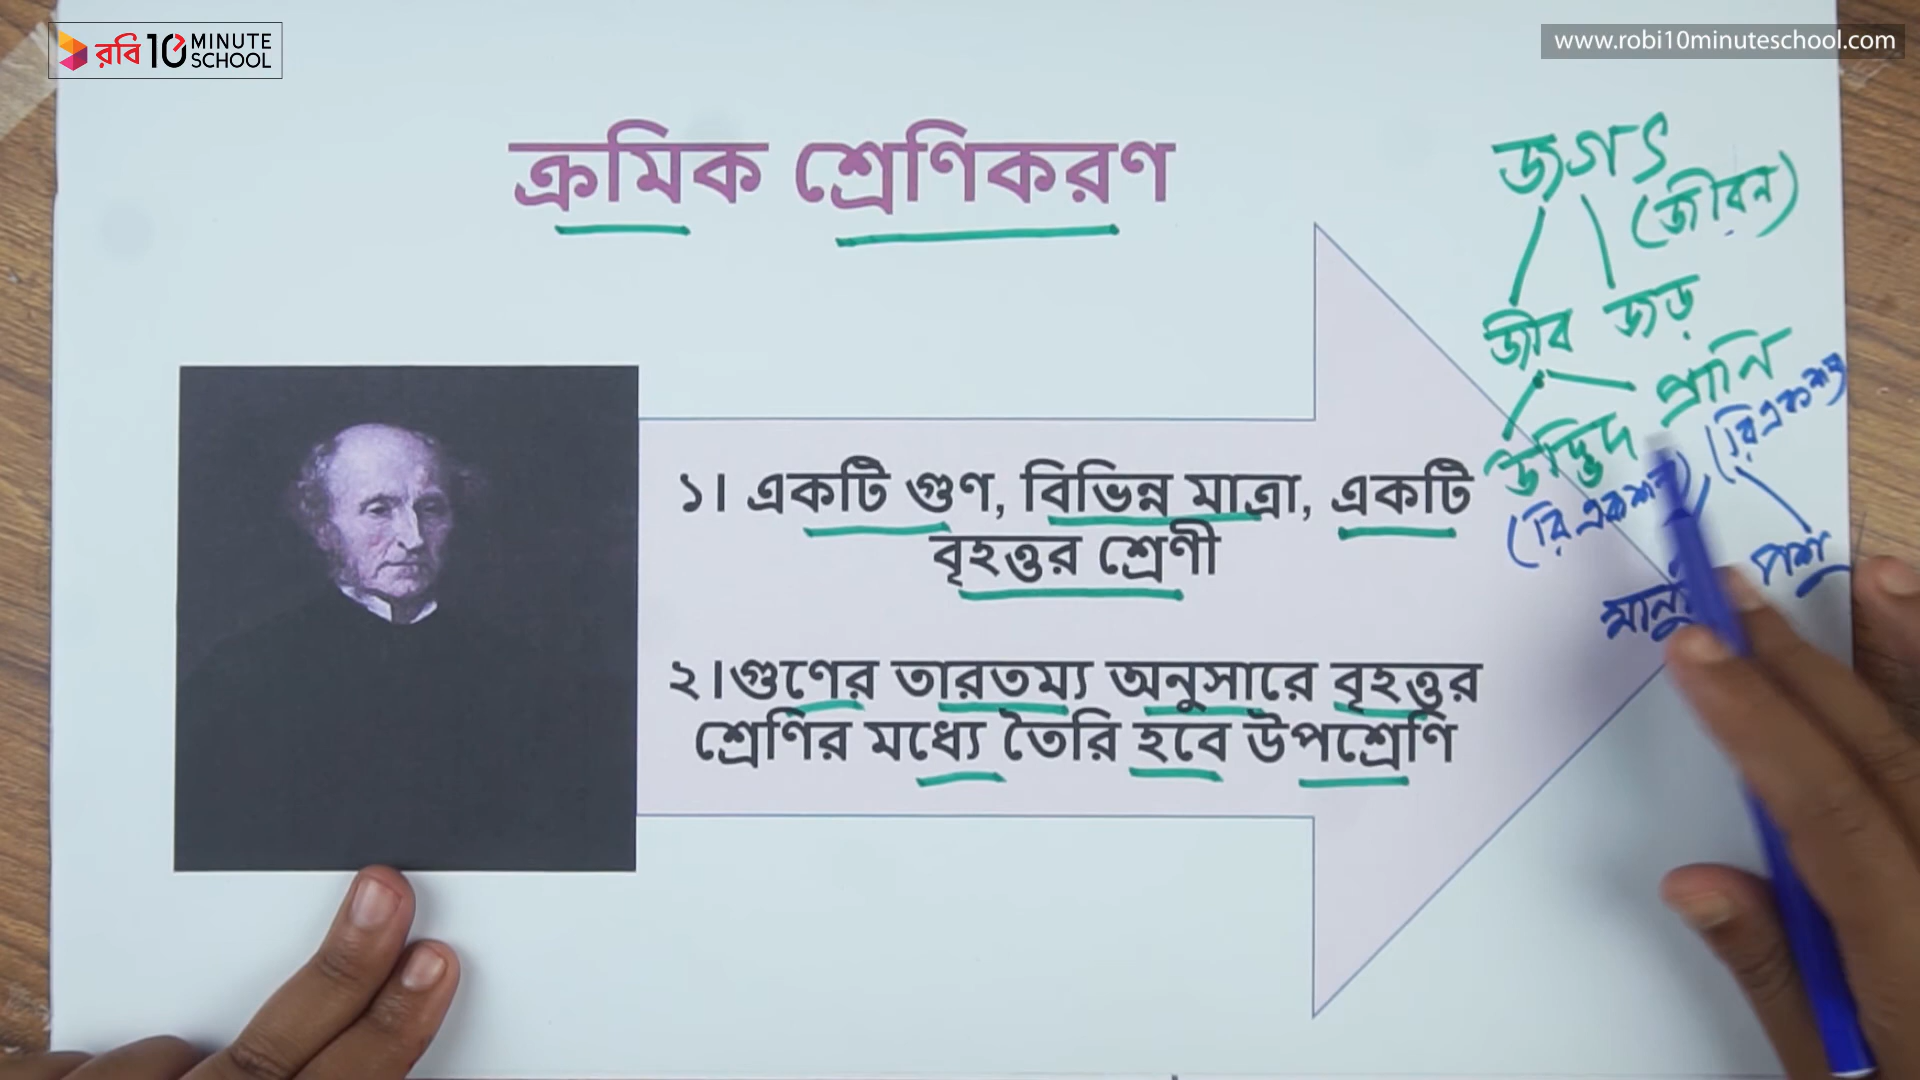 রবি 10 MINUTE SCHOOL
www.robi10minuteschool.com
ক্রমিক শ্রেণিকরণ
১। একটি গুণ, বিভিন্ন মাত্রা, একটি
বৃহত্তর শ্রেণী
২।গুণের তারতম্য অনুসারে বৃহত্তর
শ্রেণির মধ্যে তৈরি হবে উপশ্রেণি
জগৎ
(জীবন)
জীব জড়
উদ্ভিদ প্রানি
পশু